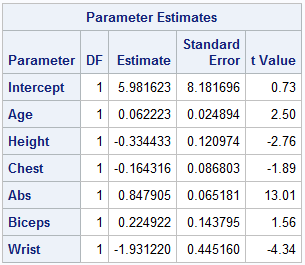 Parameter Estimates
Parameter DF Estimate Standard Error t Value
Intercept 1 5.981623 8.181696 0.73
Age 1 0.062223 0.024894 2.50
Height 1 -0.334433 0.120974 -2.76
Chest 1 -0.164316 0.086803 -1.89
Abs 1 0.847905 0.065181 13.01
Biceps 1 0.224922 0.143795 1.56
Wrist 1 -1.931220 0.445160 -4.34